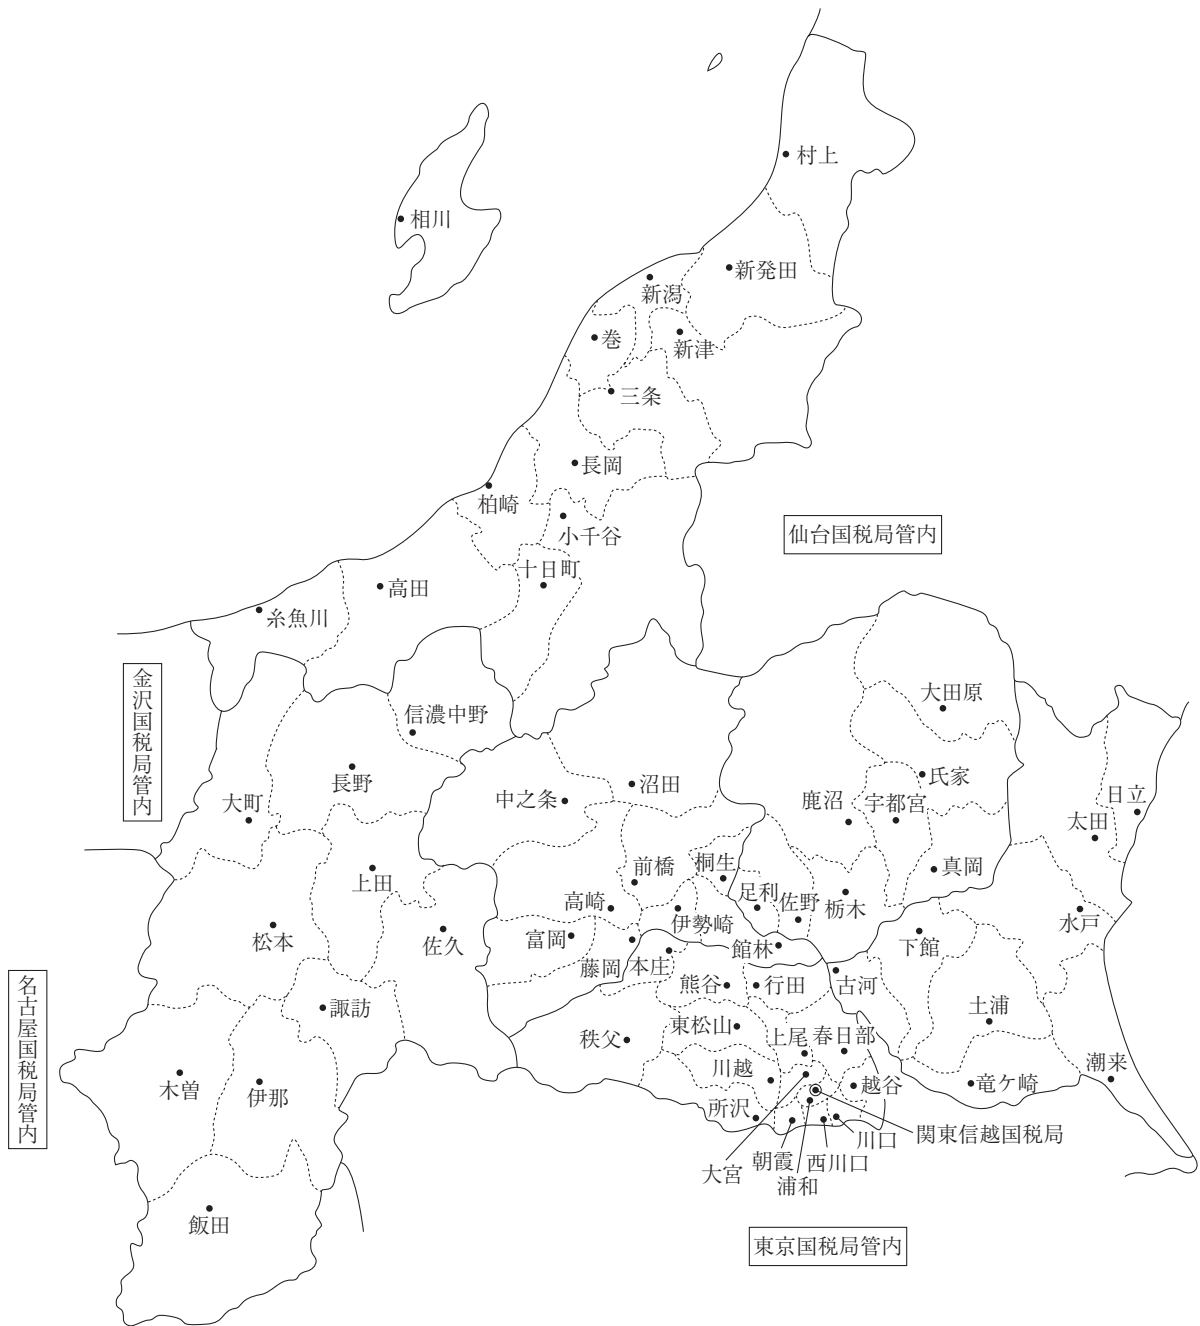 村上
相川
新発田
新潟
巻
新津
三条
長岡
柏崎
小千谷
仙台国税局管内
十日町
高田
糸魚川
金沢国税局管内
大田原
信濃中野
長野
沼田
氏家
中之条
大町
鹿沼
宇都宮
日立
太田
前橋
桐生
真岡
上田
足利
佐野
栃木
高崎
伊勢崎
水戸
松本
佐久
富岡
館林
下館
藤岡
本庄
名古屋国税局管内
熊谷
行田
古河
諏訪
土浦
秩父
東松山
上尾
春日部
川越
潮来
木曽
伊那
越谷
竜ケ崎
所沢
関東信越国税局
川口
大宮
朝霞
西川口
浦和
飯田
東京国税局管内